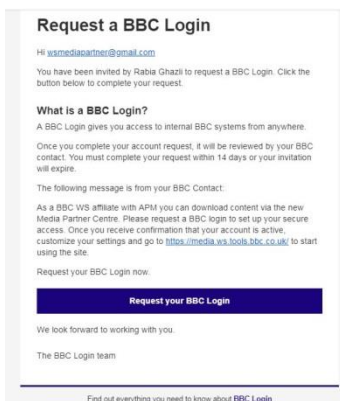 Request a BBC Login
Hi wsmediapartner@gmail.com
You have been invited by Rabia Ghazli to request a BBC Login. Click the
button below to complete your request.
What is a BBC Login?
A BBC Login gives you access to internal BBC systems from anywhere.
Once you complete your account request, it will be reviewed by your BBC
contact. You must complete your request within 14 days or your invitation
will expire.
The following message is from your BBC Contact:
As a BBC WS affiliate with APM you can download content via the new
Media Partner Centre. Please request a BBC login to set up your secure
access. Once you receive confirmation that your account is active,
customize your settings and go to https://media.ws.tools.bbc.co.uk/ to start
using the site.
Request your BBC Login now.
Request your BBC Login
We look forward to working with you.
The BBC Login team
Find out everything you need to know about BBC Login